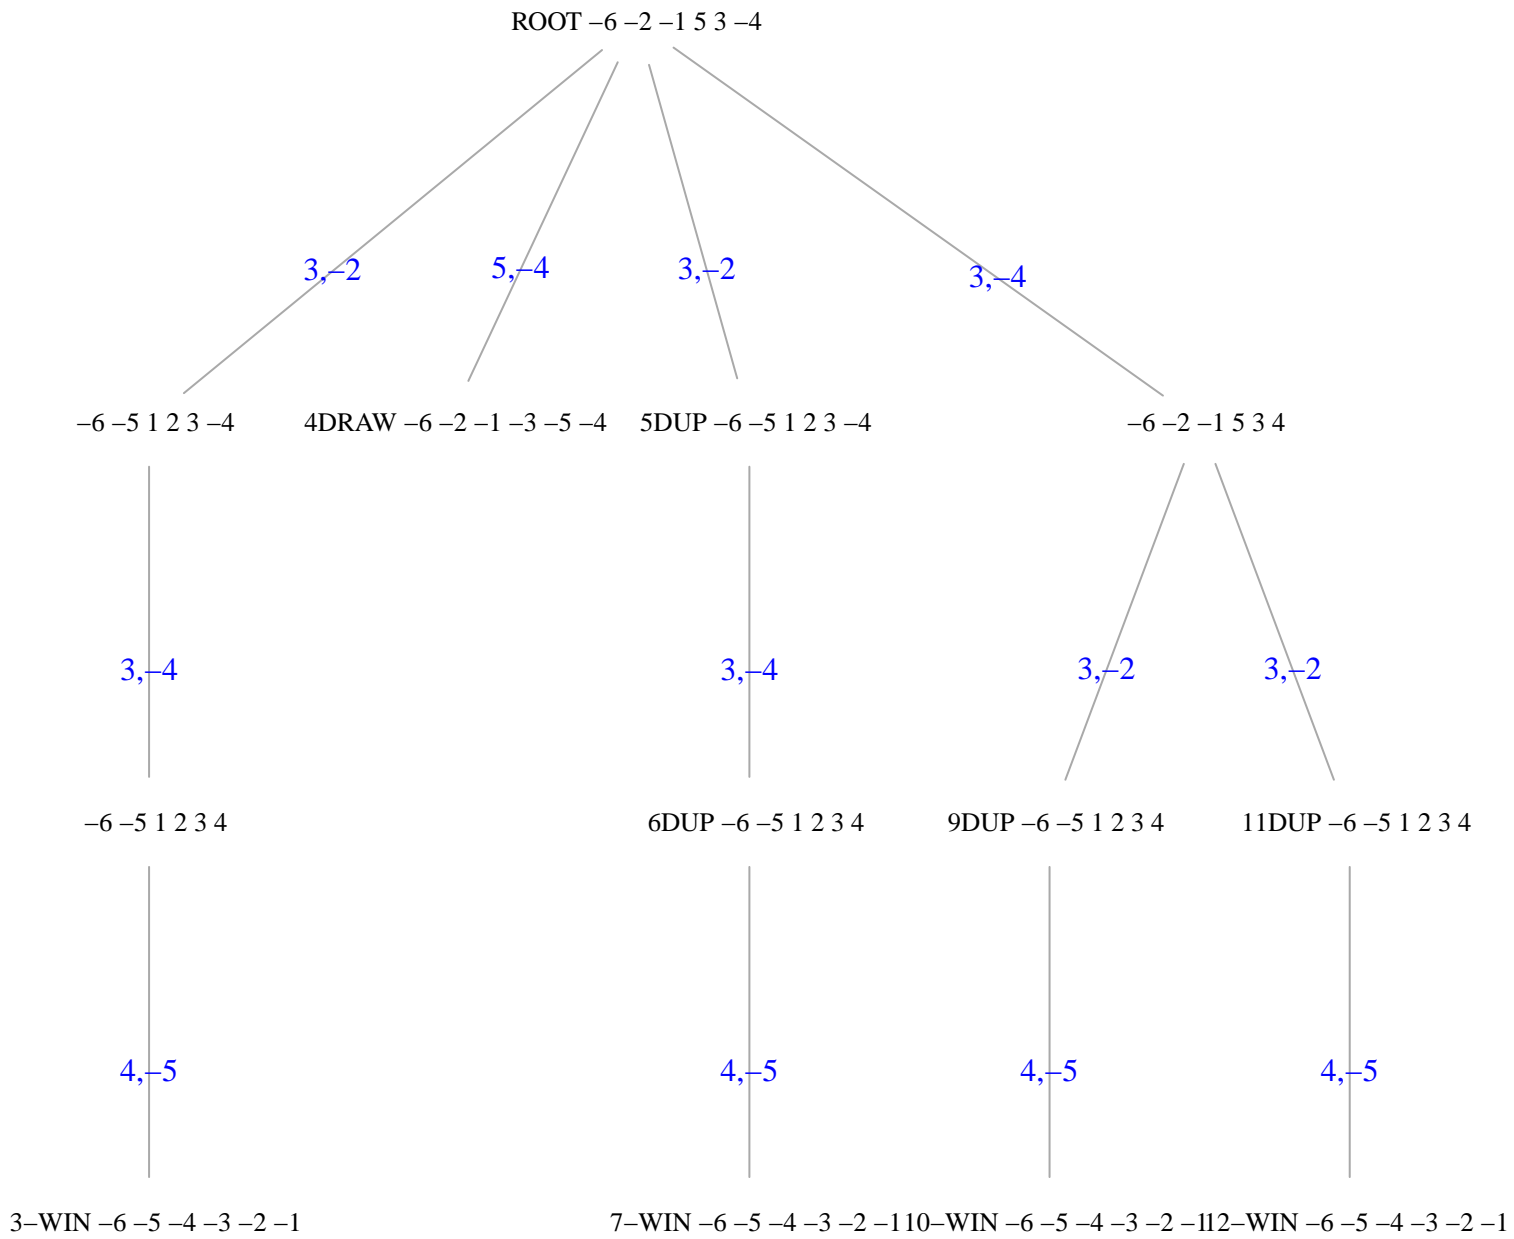 ROOT –6 –2 –1 5 3 –4
3,–2 5,–4 3,–2 3,–4
–6 –5 1 2 3 –4 4DRAW –6 –2 –1 –3 –5 –4 5DUP –6 –5 1 2 3 –4 –6 –2 –1 5 3 4
3,–4 3,–4 3,–2 3,–2
–6 –5 1 2 3 4 6DUP –6 –5 1 2 3 4 9DUP –6 –5 1 2 3 4 11DUP –6 –5 1 2 3 4
4,–5 4,–5 4,–5 4,–5
3–WIN –6 –5 –4 –3 –2 –1 7–WIN –6 –5 –4 –3 –2 –1 10–WIN –6 –5 –4 –3 –2 –1 12–WIN –6 –5 –4 –3 –2 –1